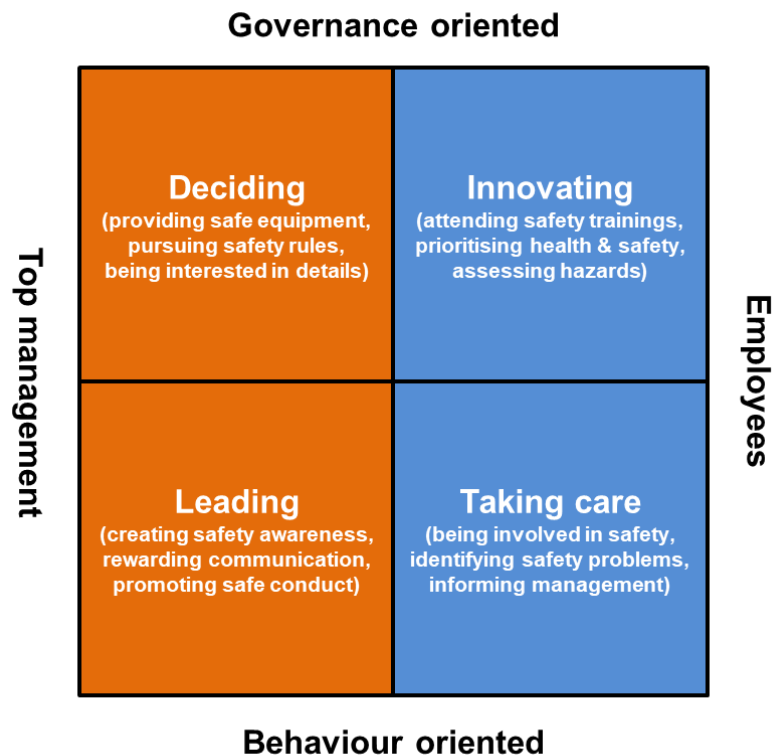 Governance oriented
Top management
Deciding
(providing safe equipment,
pursuing safety rules,
being interested in details)
Innovating
(attending safety trainings,
prioritising health & safety,
assessing hazards)
Employees
Leading
(creating safety awareness,
rewarding communication,
promoting safe conduct)
Taking care
(being involved in safety,
identifying safety problems,
informing management)
Behaviour oriented